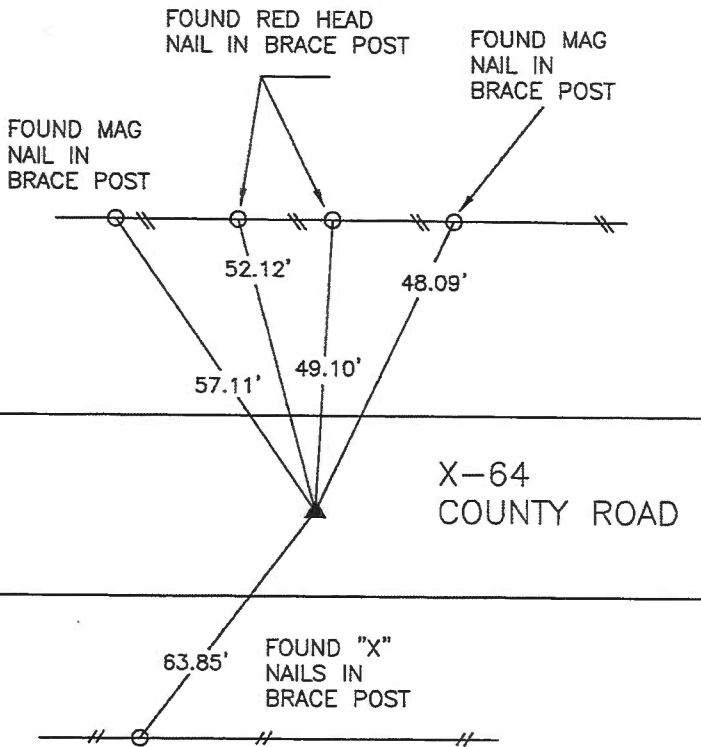 FOUND RED HEAD
NAIL IN BRACE POST
FOUND MAG
NAIL IN
BRACE POST
FOUND MAG
NAIL IN
BRACE POST
52.12'
48.09'
49.10'
57.11'
X-64
COUNTY ROAD
63.85'
FOUND "X"
NAILS IN
BRACE POST